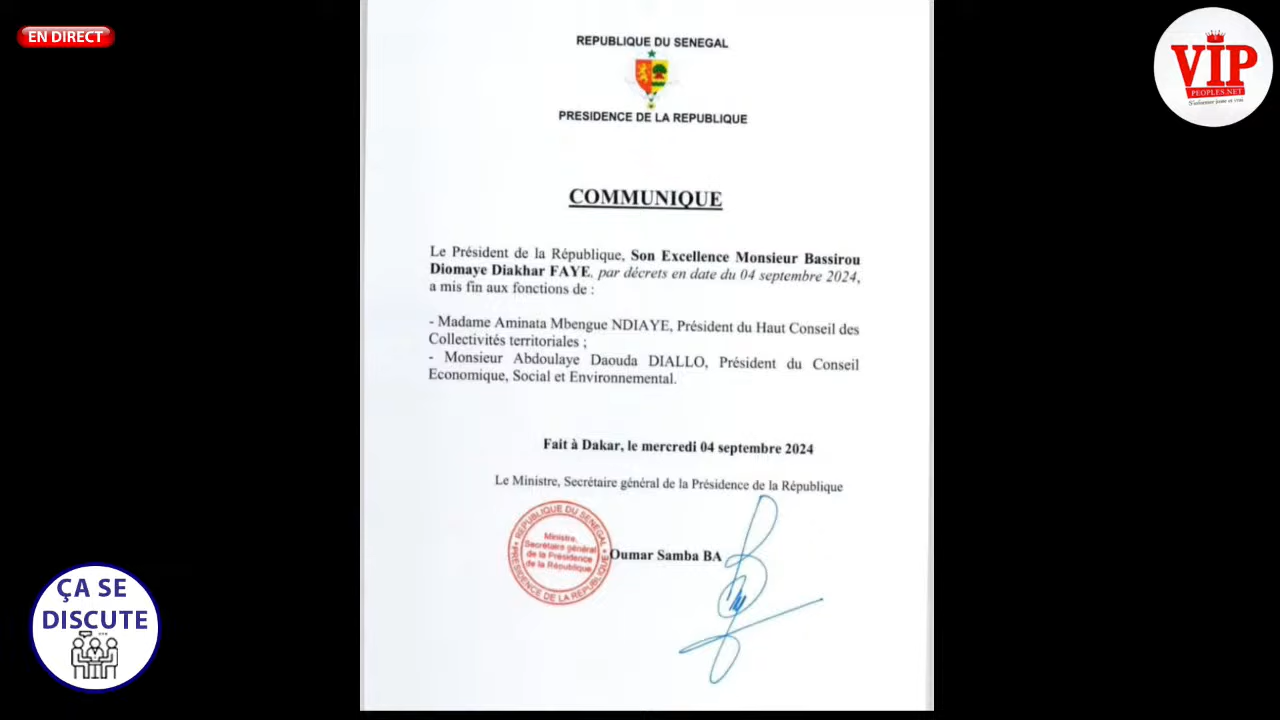 EN DIRECT
REPUBLIQUE DU SENEGAL
PRESIDENCE DE LA REPUBLIQUE
VIP
PEOPLES.NET
S'informer juste et vrai
COMMUNIQUE
Le Président de la République, Son Excellence Monsieur Bassirou
Diomaye Diakhar FAYE, par décrets en date du 04 septembre 2024,
a mis fin aux fonctions de :
- Madame Aminata Mbengue NDIAYE, Président du Haut Conseil des
Collectivités territoriales ;
- Monsieur Abdoulaye Daouda DIALLO, Président du Conseil
Economique, Social et Environnemental.
Fait à Dakar, le mercredi 04 septembre 2024
Le Ministre, Secrétaire général de la Présidence de la République
REPUBLIQUE DU SENEGAL
Ministre,
Secrétaire général
de la Présidence
de la République
PRESIDENCE DE LA REPUBLIQUE
Oumar Samba BA
ÇA SE
DISCUTE